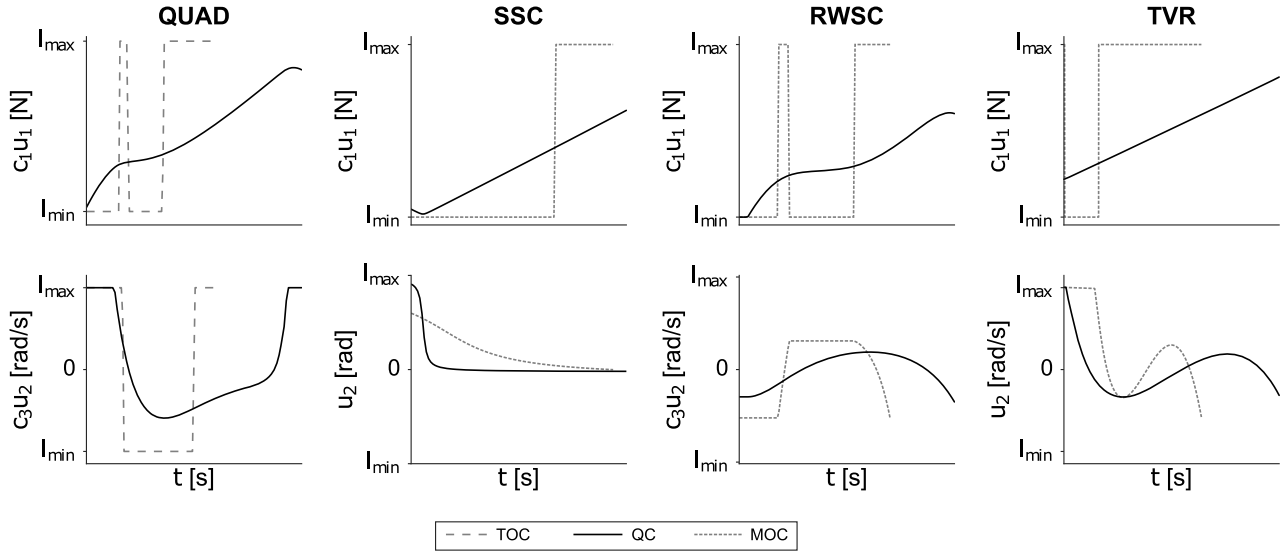 QUAD SSC RWSC TVR
Imax Imax Imax Imax
c1u1 [N] c1u1 [N] c1u1 [N] c1u1 [N]
Imin Imin Imin Imin
Imax Imax Imax Imax
c3u2 [rad/s] u2 [rad] c3u2 [rad/s] u2 [rad/s]
0 0 0 0
Imin Imin Imin Imin
t [s] t [s] t [s] t [s]
TOC QC MOC